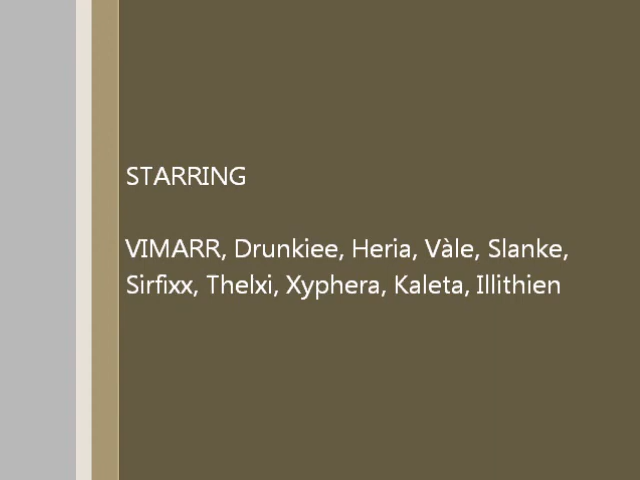 STARRING
VIMARR, Drunkiee, Heria, Vàle, Slanke,
Sirfixx, Thelxi, Xyphera, Kaleta, Illithien